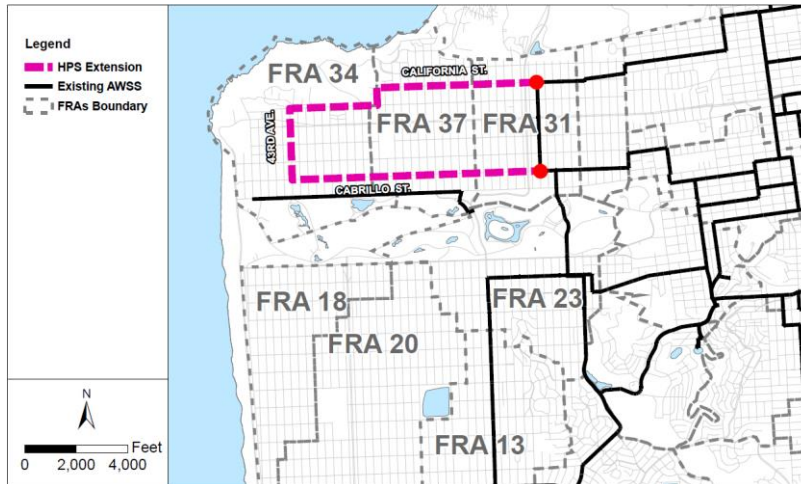 Legend
HPS Extension
Existing AWSS
FRAs Boundary
N
Feet
0 2,000 4,000
FRA 34
CALIFORNIA ST.
43RD AVE.
FRA 37
FRA 31
CABRILLO ST.
FRA 18
FRA 23
FRA 20
FRA 13